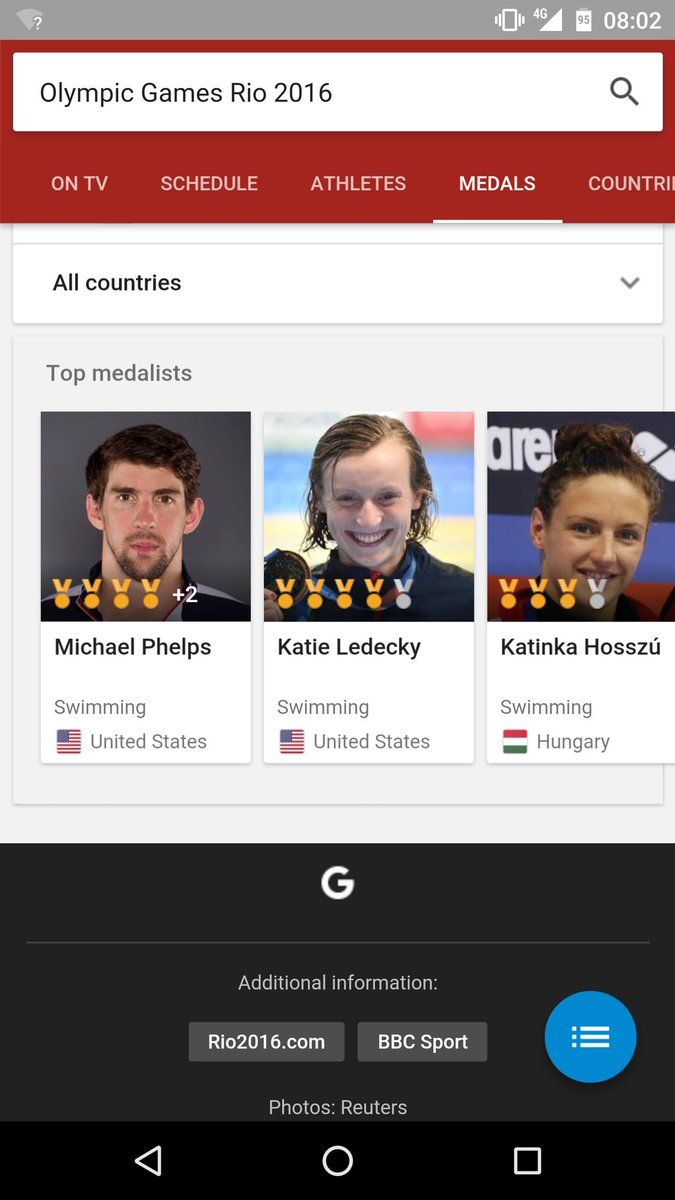 4G
95
08:02
Olympic Games Rio 2016
ON TV SCHEDULE ATHLETES MEDALS COUNTRI
All countries
Top medalists
are
+2
Michael Phelps
Swimming
United States
Katie Ledecky
Swimming
United States
Katinka Hosszú
Swimming
Hungary
G
Additional information:
Rio2016.com BBC Sport
Photos: Reuters